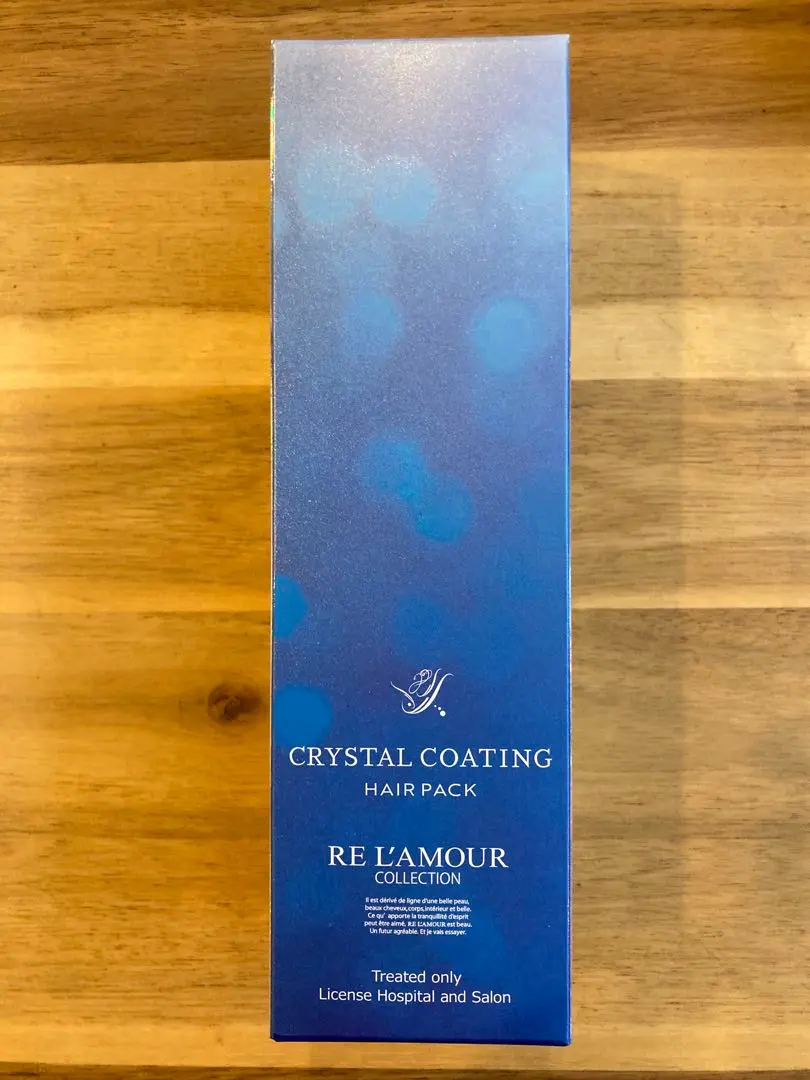 CRYSTAL COATING
HAIR PACK
RE L'AMOUR
COLLECTION
Il est dérivé de ligne d'une belle peau,
beaux cheveux,corps,intérieur et belle.
Ce qu' apporte la tranquillité d'esprit
peut être aimé, RE L'AMOUR est beau.
Un futur agréable. Et je vais essayer.
Treated only
License Hospital and Salon